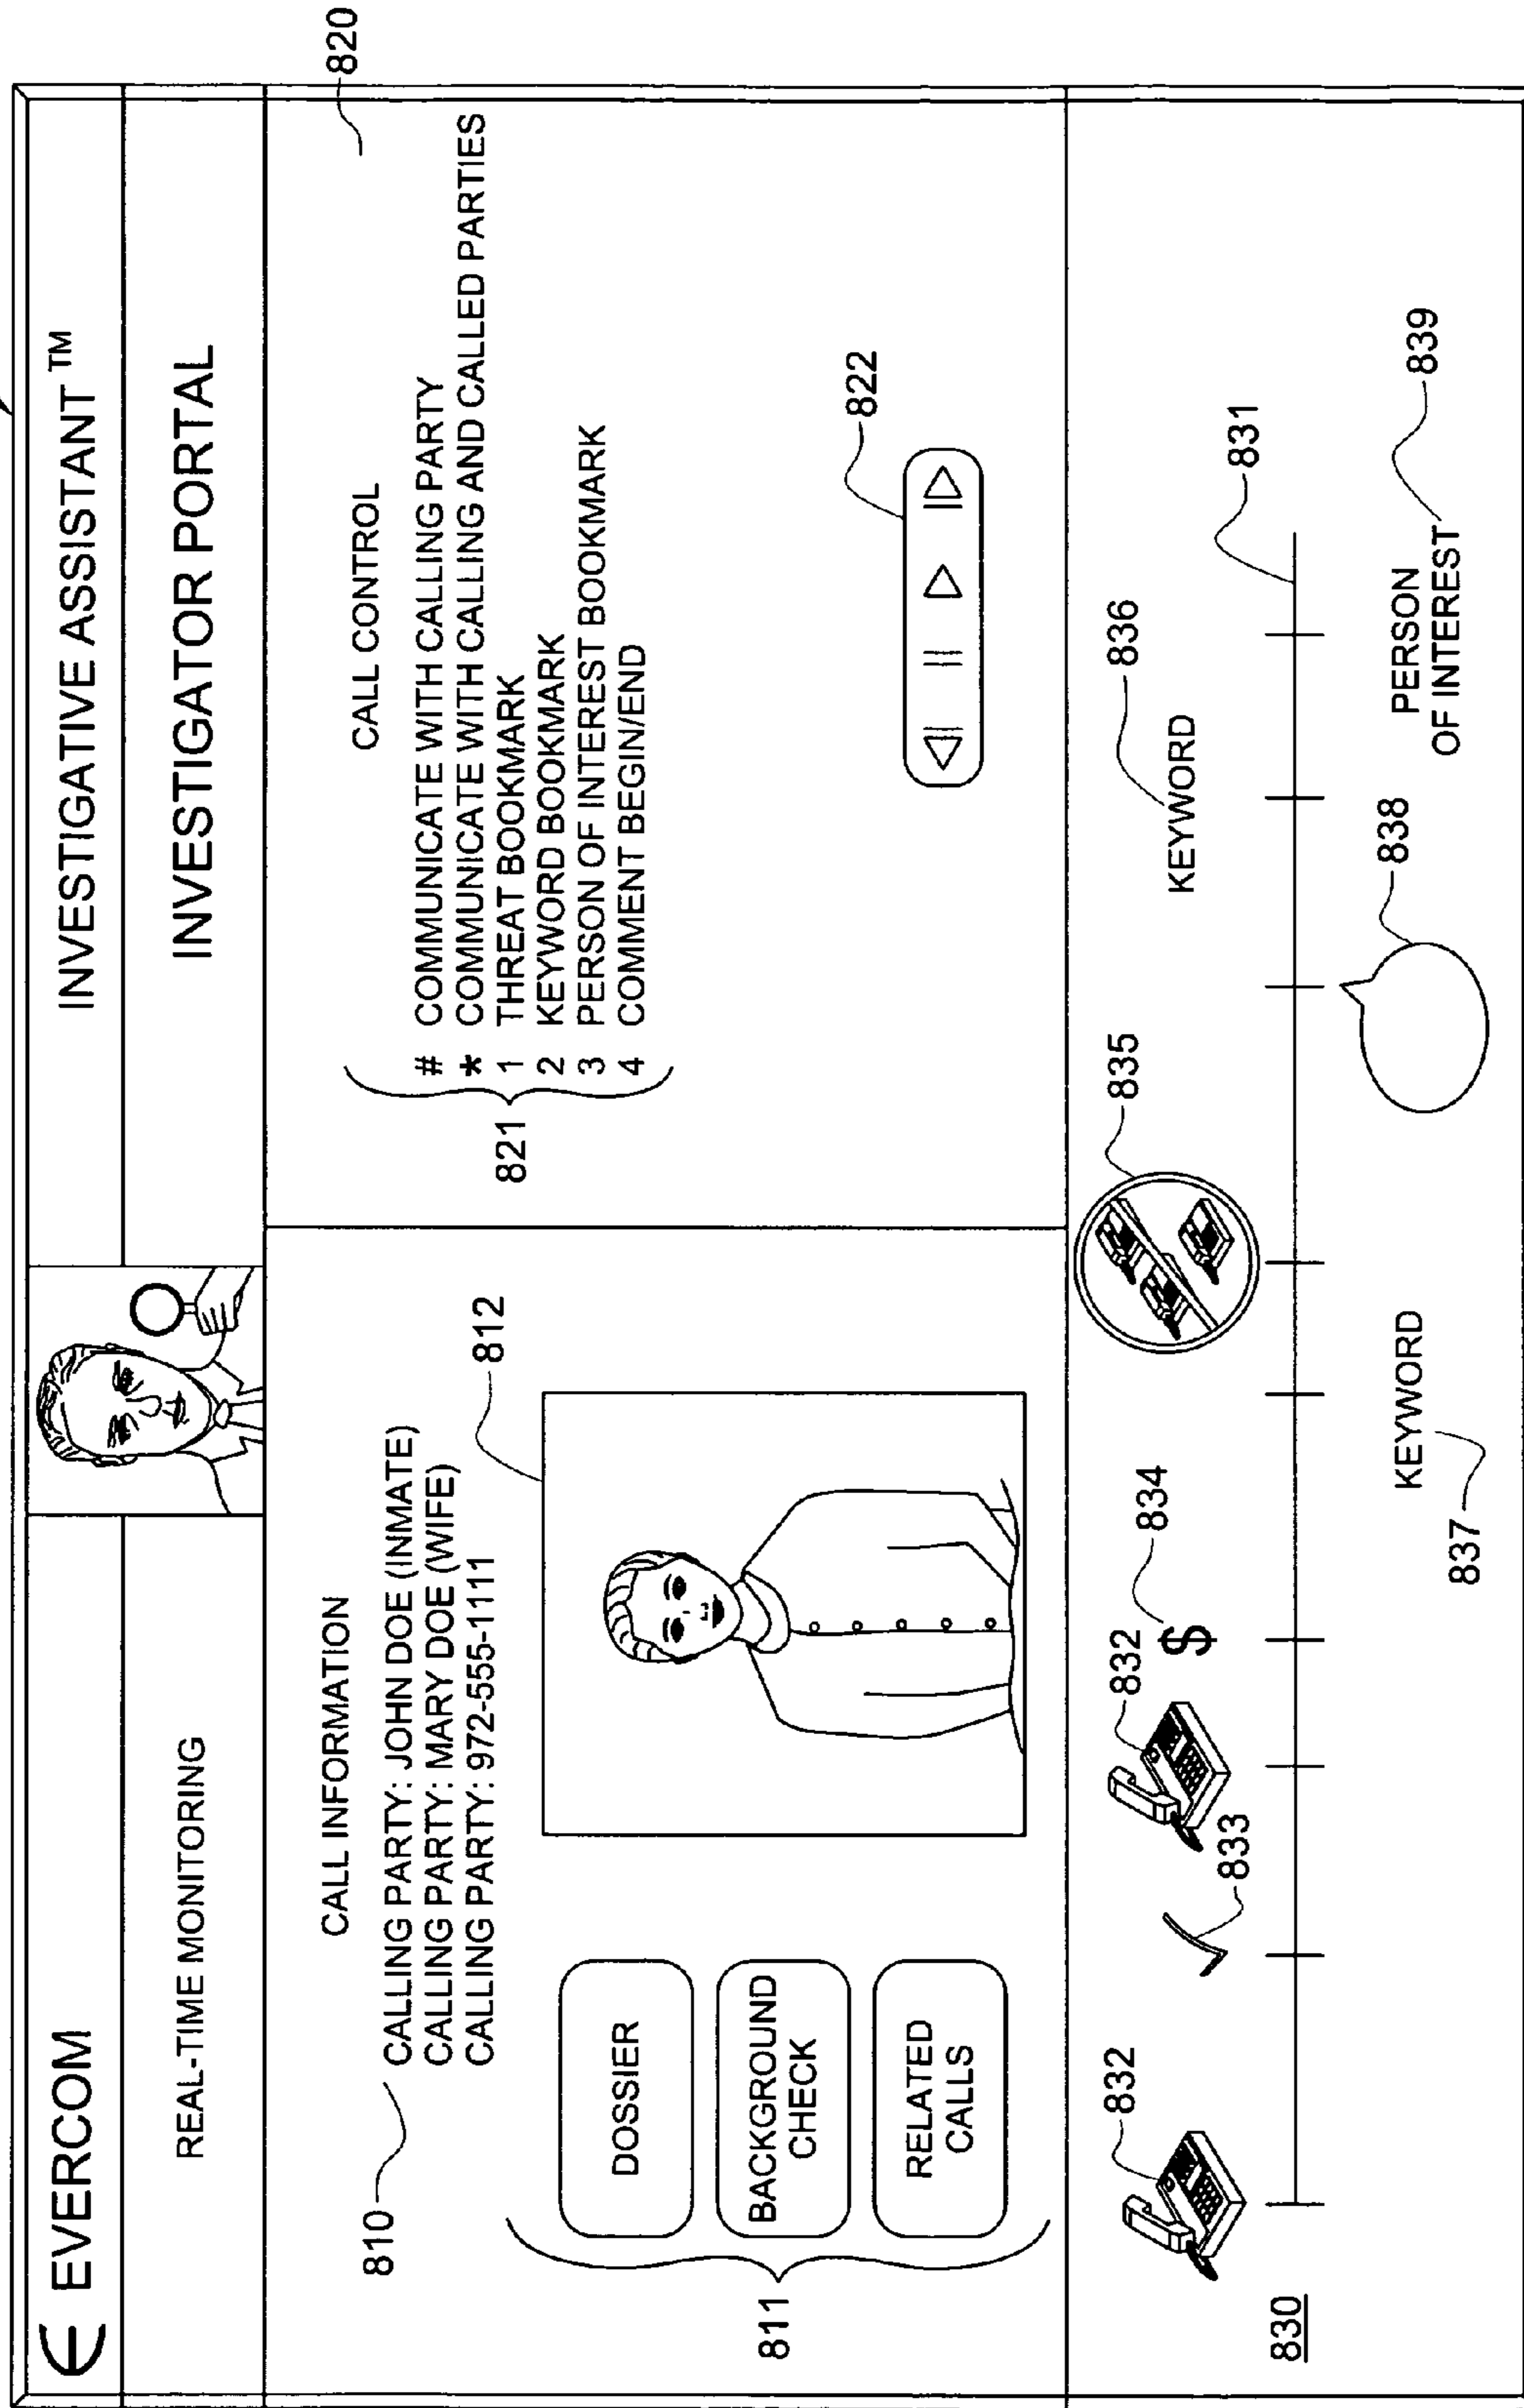 EVERCOM
INVESTIGATIVE ASSISTANT™
REAL-TIME MONITORING
INVESTIGATOR PORTAL
CALL INFORMATION
810
CALLING PARTY: JOHN DOE (INMATE)
CALLING PARTY: MARY DOE (WIFE)
CALLING PARTY: 972-555-1111
812
811
DOSSIER
BACKGROUND
CHECK
RELATED
CALLS
820
CALL CONTROL
# COMMUNICATE WITH CALLING PARTY
* COMMUNICATE WITH CALLING AND CALLED PARTIES
1 THREAT BOOKMARK
2 KEYWORD BOOKMARK
3 PERSON OF INTEREST BOOKMARK
4 COMMENT BEGIN/END
821
822
830
832
833
832
834
$
835
836
KEYWORD
831
KEYWORD
837
838
PERSON
OF INTEREST
839